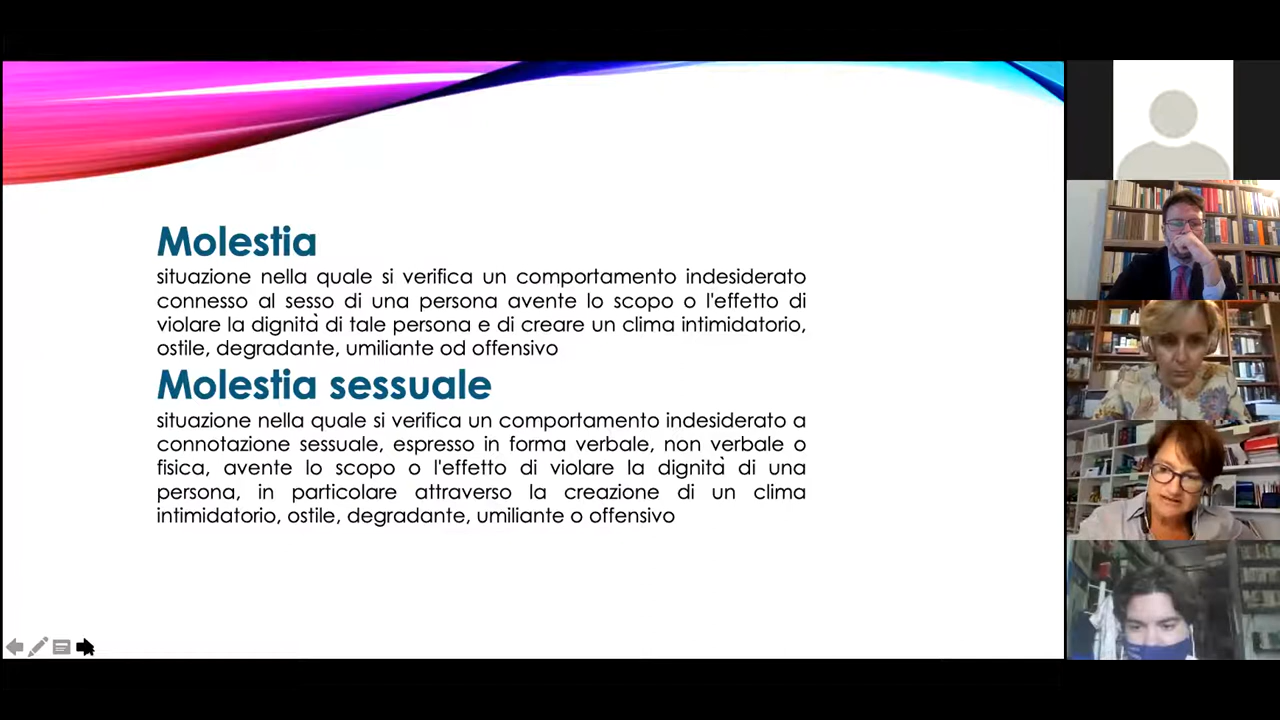 Molestia
situazione nella quale si verifica un comportamento indesiderato
connesso al sesso di una persona avente lo scopo o l'effetto di
violare la dignità di tale persona e di creare un clima intimidatorio,
ostile, degradante, umiliante od offensivo
Molestia sessuale
situazione nella quale si verifica un comportamento indesiderato a
connotazione sessuale, espresso in forma verbale, non verbale o
fisica, avente lo scopo o l'effetto di violare la dignità di una
persona, in particolare attraverso la creazione di un clima
intimidatorio, ostile, degradante, umiliante o offensivo